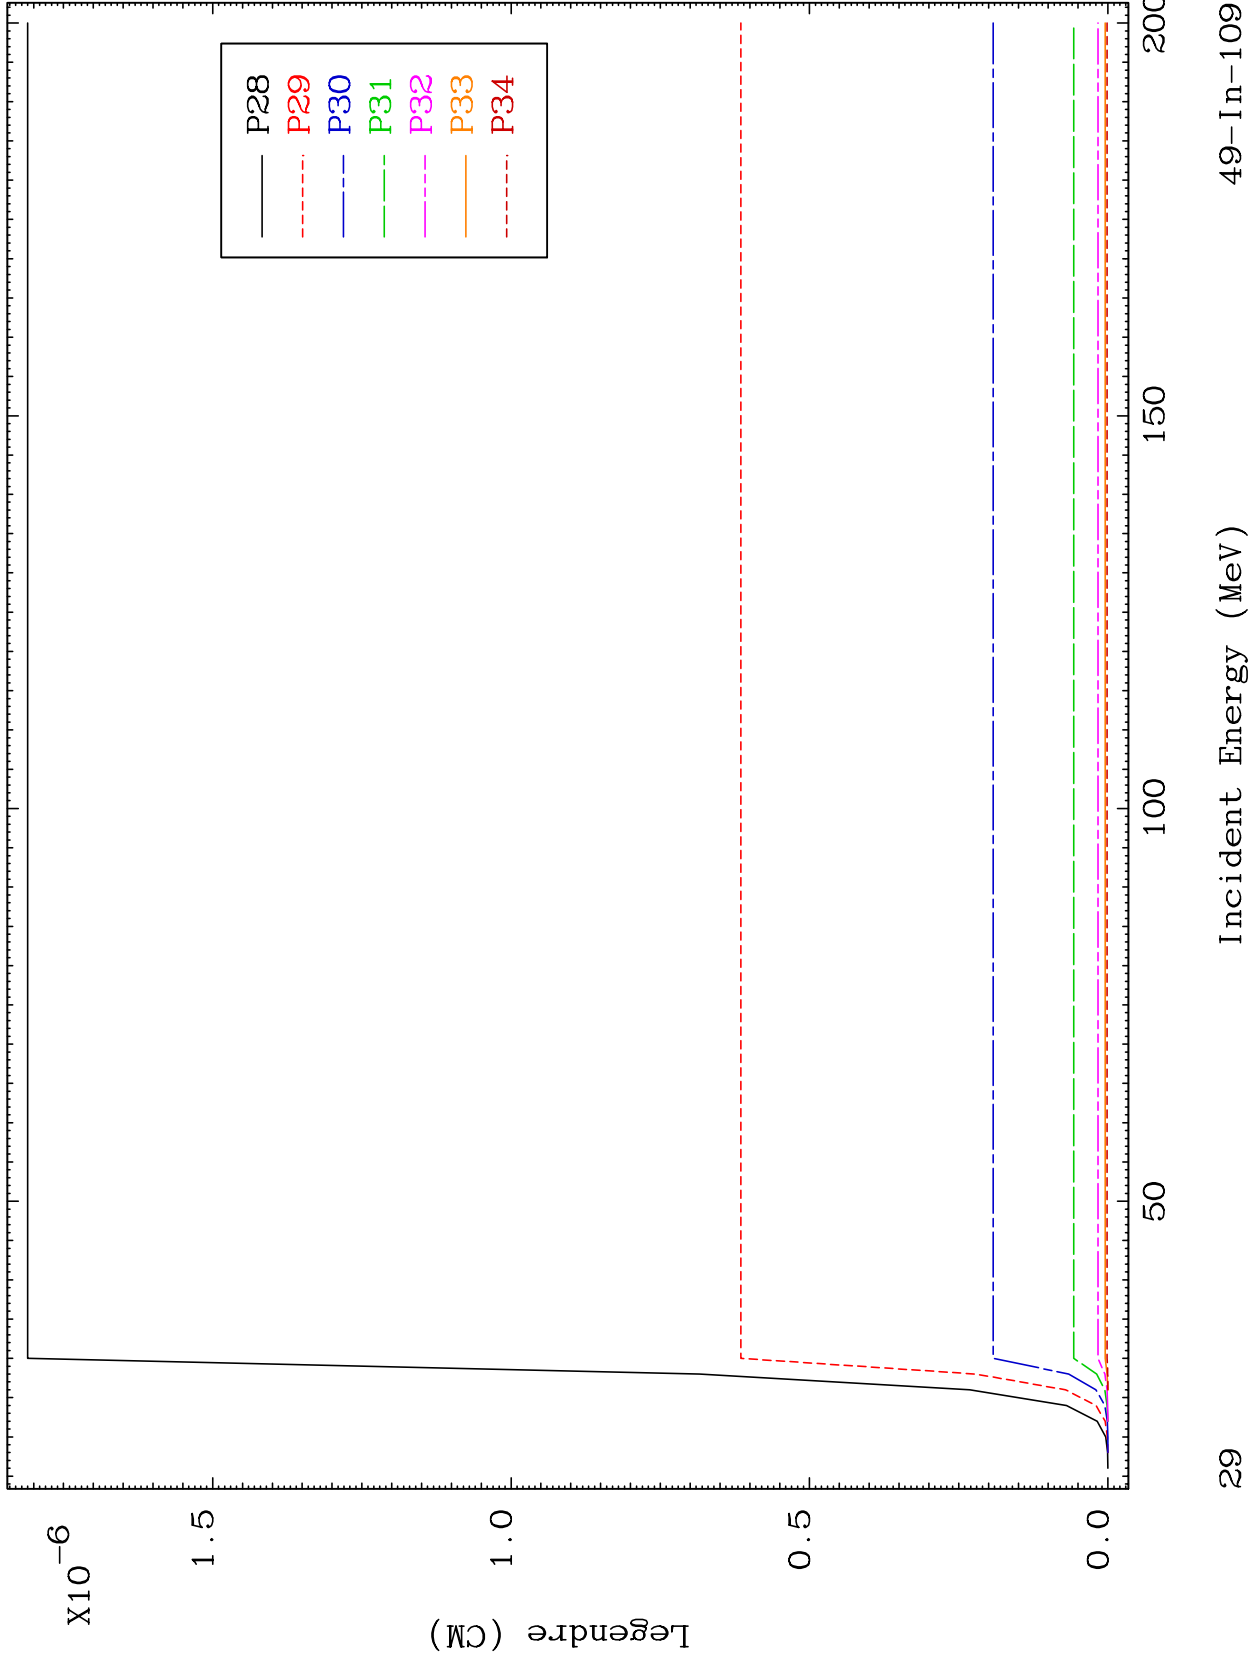 X10-6
Legendre (CM)
1.5
1.0
0.5
0.0
P28
P29
P30
P31
P32
P33
P34
50
100
150
200
29
Incident Energy (MeV)
49-In-109